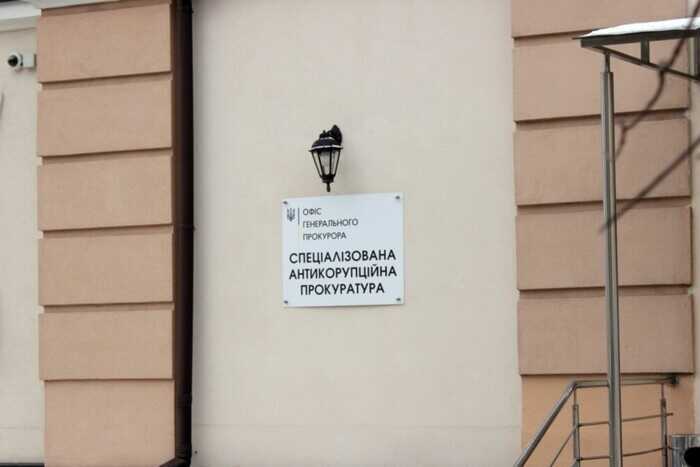 ОФІС
ГЕНЕРАЛЬНОГО
ПРОКУРОРА
СПЕЦІАЛІЗОВАНА
АНТИКОРУПЦІЙНА
ПРОКУРАТУРА